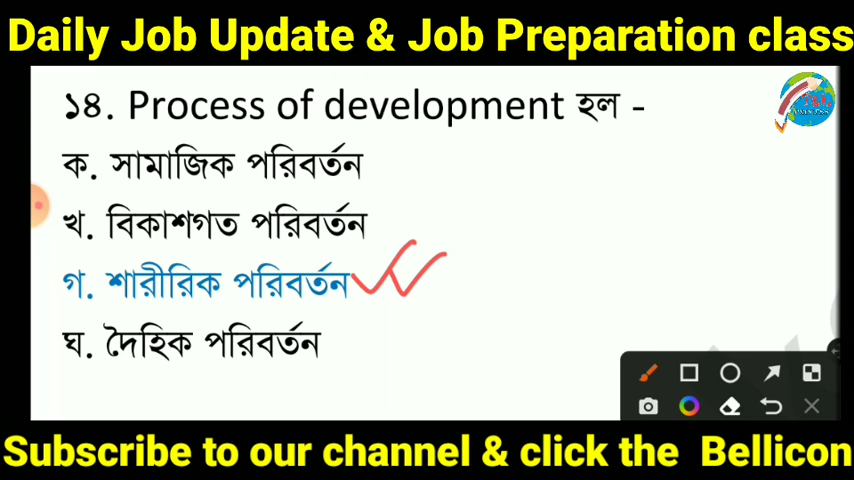 Daily Job Update & Job Preparation class
১৪. Process of development হল -
ক. সামাজিক পরিবর্তন
খ. বিকাশগত পরিবর্তন
গ. শারীরিক পরিবর্তন
ঘ. দৈহিক পরিবর্তন
Subscribe to our channel & click the Bellicon